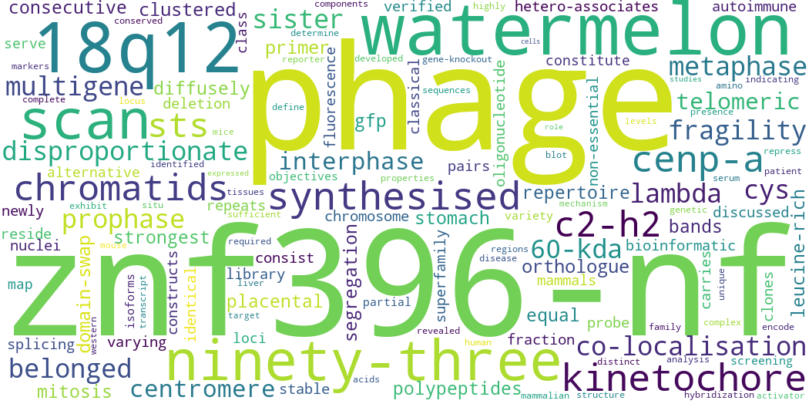 consecutive conserved clustered class components verified hetero-associates autoimmune
serve 18q12 sister determine reporter developed gene-knockout watermelon constitute highly cells indicating
markers multigene primer fluorescence classical sequences metaphase studies amino
complete diffusely locus deletion mice gfp define oligonucleotide non-essential telomeric presence
scan sts phage role levels fragility
disproportionate alternative identified interphase pairs blot cenp-a repress patient
chromatids expressed tissues objectives properties synthesised mechanism serum repertoire lambda genetic cys
newly prophase repeats sufficient exhibit situ chromosome stomach variety c2-h2 bands discussed
reside nuclei strongest mouse required segregation superfamily regions disease 60-kda bioinformatic leucine-rich
znf396-nf
map domain-swap western isoforms transcript constructs identical consist library liver placental target loci partial orthologue mammals carries unique clones
splicing varying revealed human acids equal probe family complex encode
belonged ninety-three fraction distinct analysis co-localisation screening
mitosis centromere stable polypeptides mammalian structure kinetochore hybridization activator